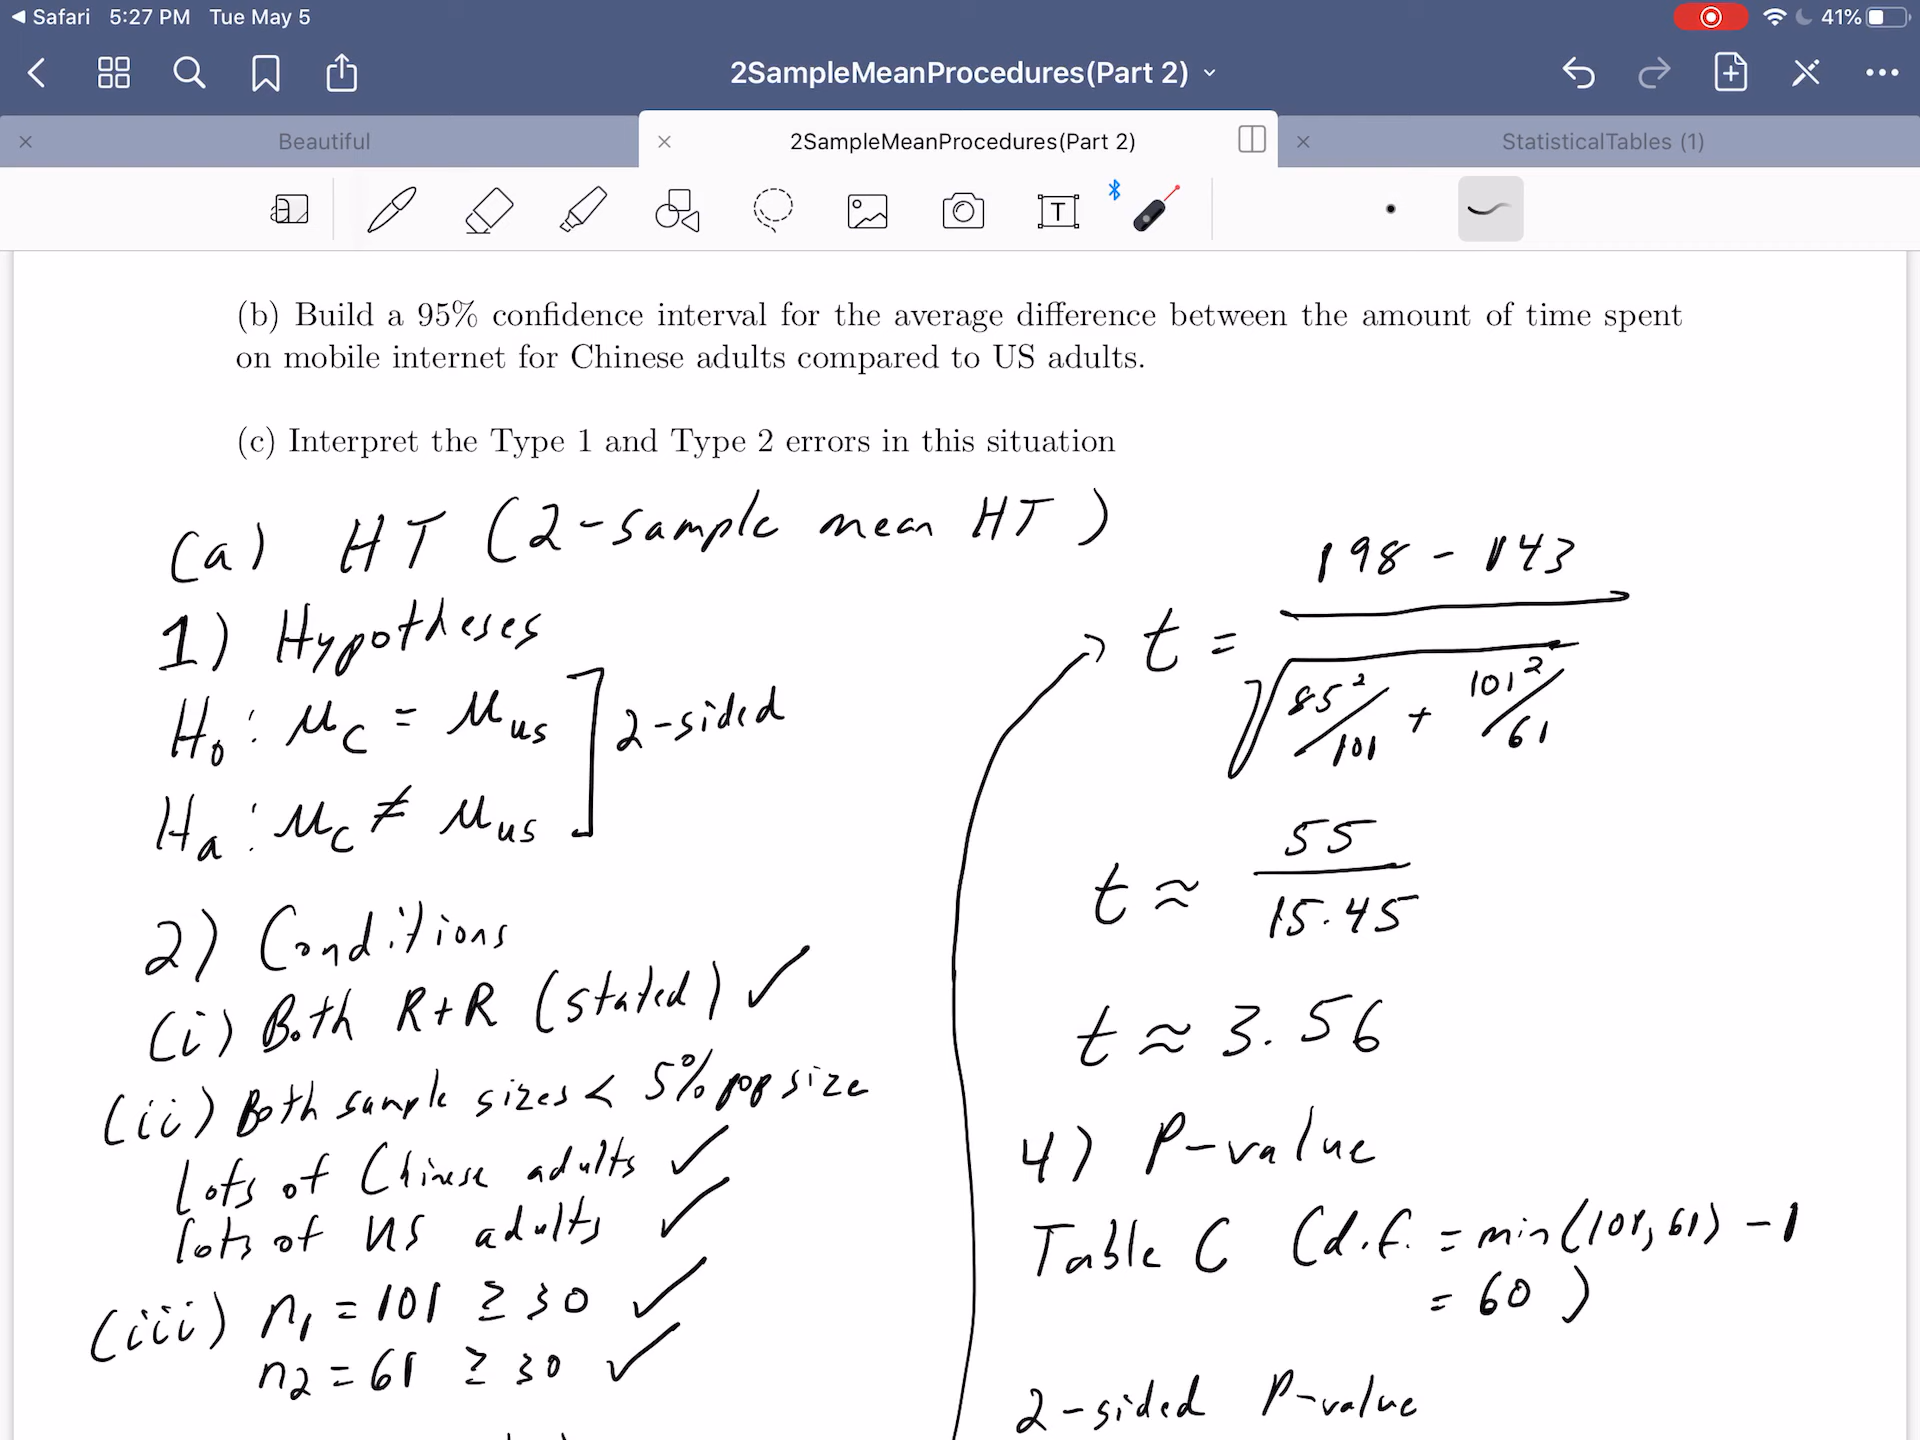 Safari 5:27 PM Tue May 5
41%
2SampleMeanProcedures(Part 2)
Beautiful
2SampleMeanProcedures(Part 2)
StatisticalTables (1)
(b) Build a 95% confidence interval for the average difference between the amount of time spent
on mobile internet for Chinese adults compared to US adults.
(c) Interpret the Type 1 and Type 2 errors in this situation
(a) HT (2-sample mean HT)
1) Hypotheses
H₀: μ_C = μ_US
2-sided
Hₐ: μ_C ≠ μ_US
2) Conditions
(i) Both R+R (stated) ✓
(ii) Both sample sizes < 5% pop size
Lots of Chinese adults ✓
lots of US adults ✓
(iii) n₁ = 101 ≥ 30 ✓
n₂ = 61 ≥ 30 ✓
198 - 143
t =
√ 85²/101 + 101²/61
t ≈ 55/15.45
t ≈ 3.56
4) P-value
Table C (d.f. = min(101, 61) - 1
= 60)
2-sided P-value